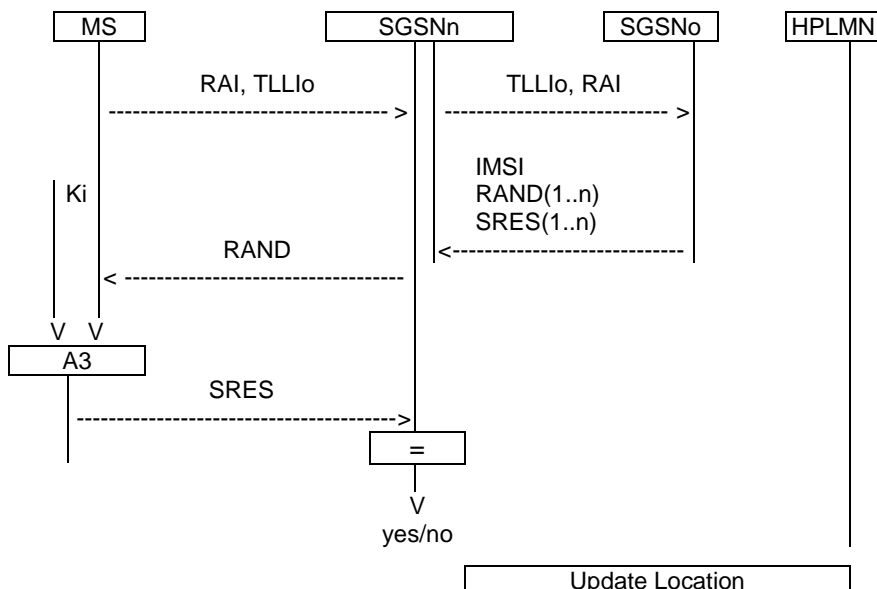 MS SGSNn SGSNo HPLMN
RAI, TLLIo TLLIo, RAI
IMSI
Ki RAND(1..n)
SRES(1..n)
RAND
V V
A3
SRES
=
V
yes/no
Update Location